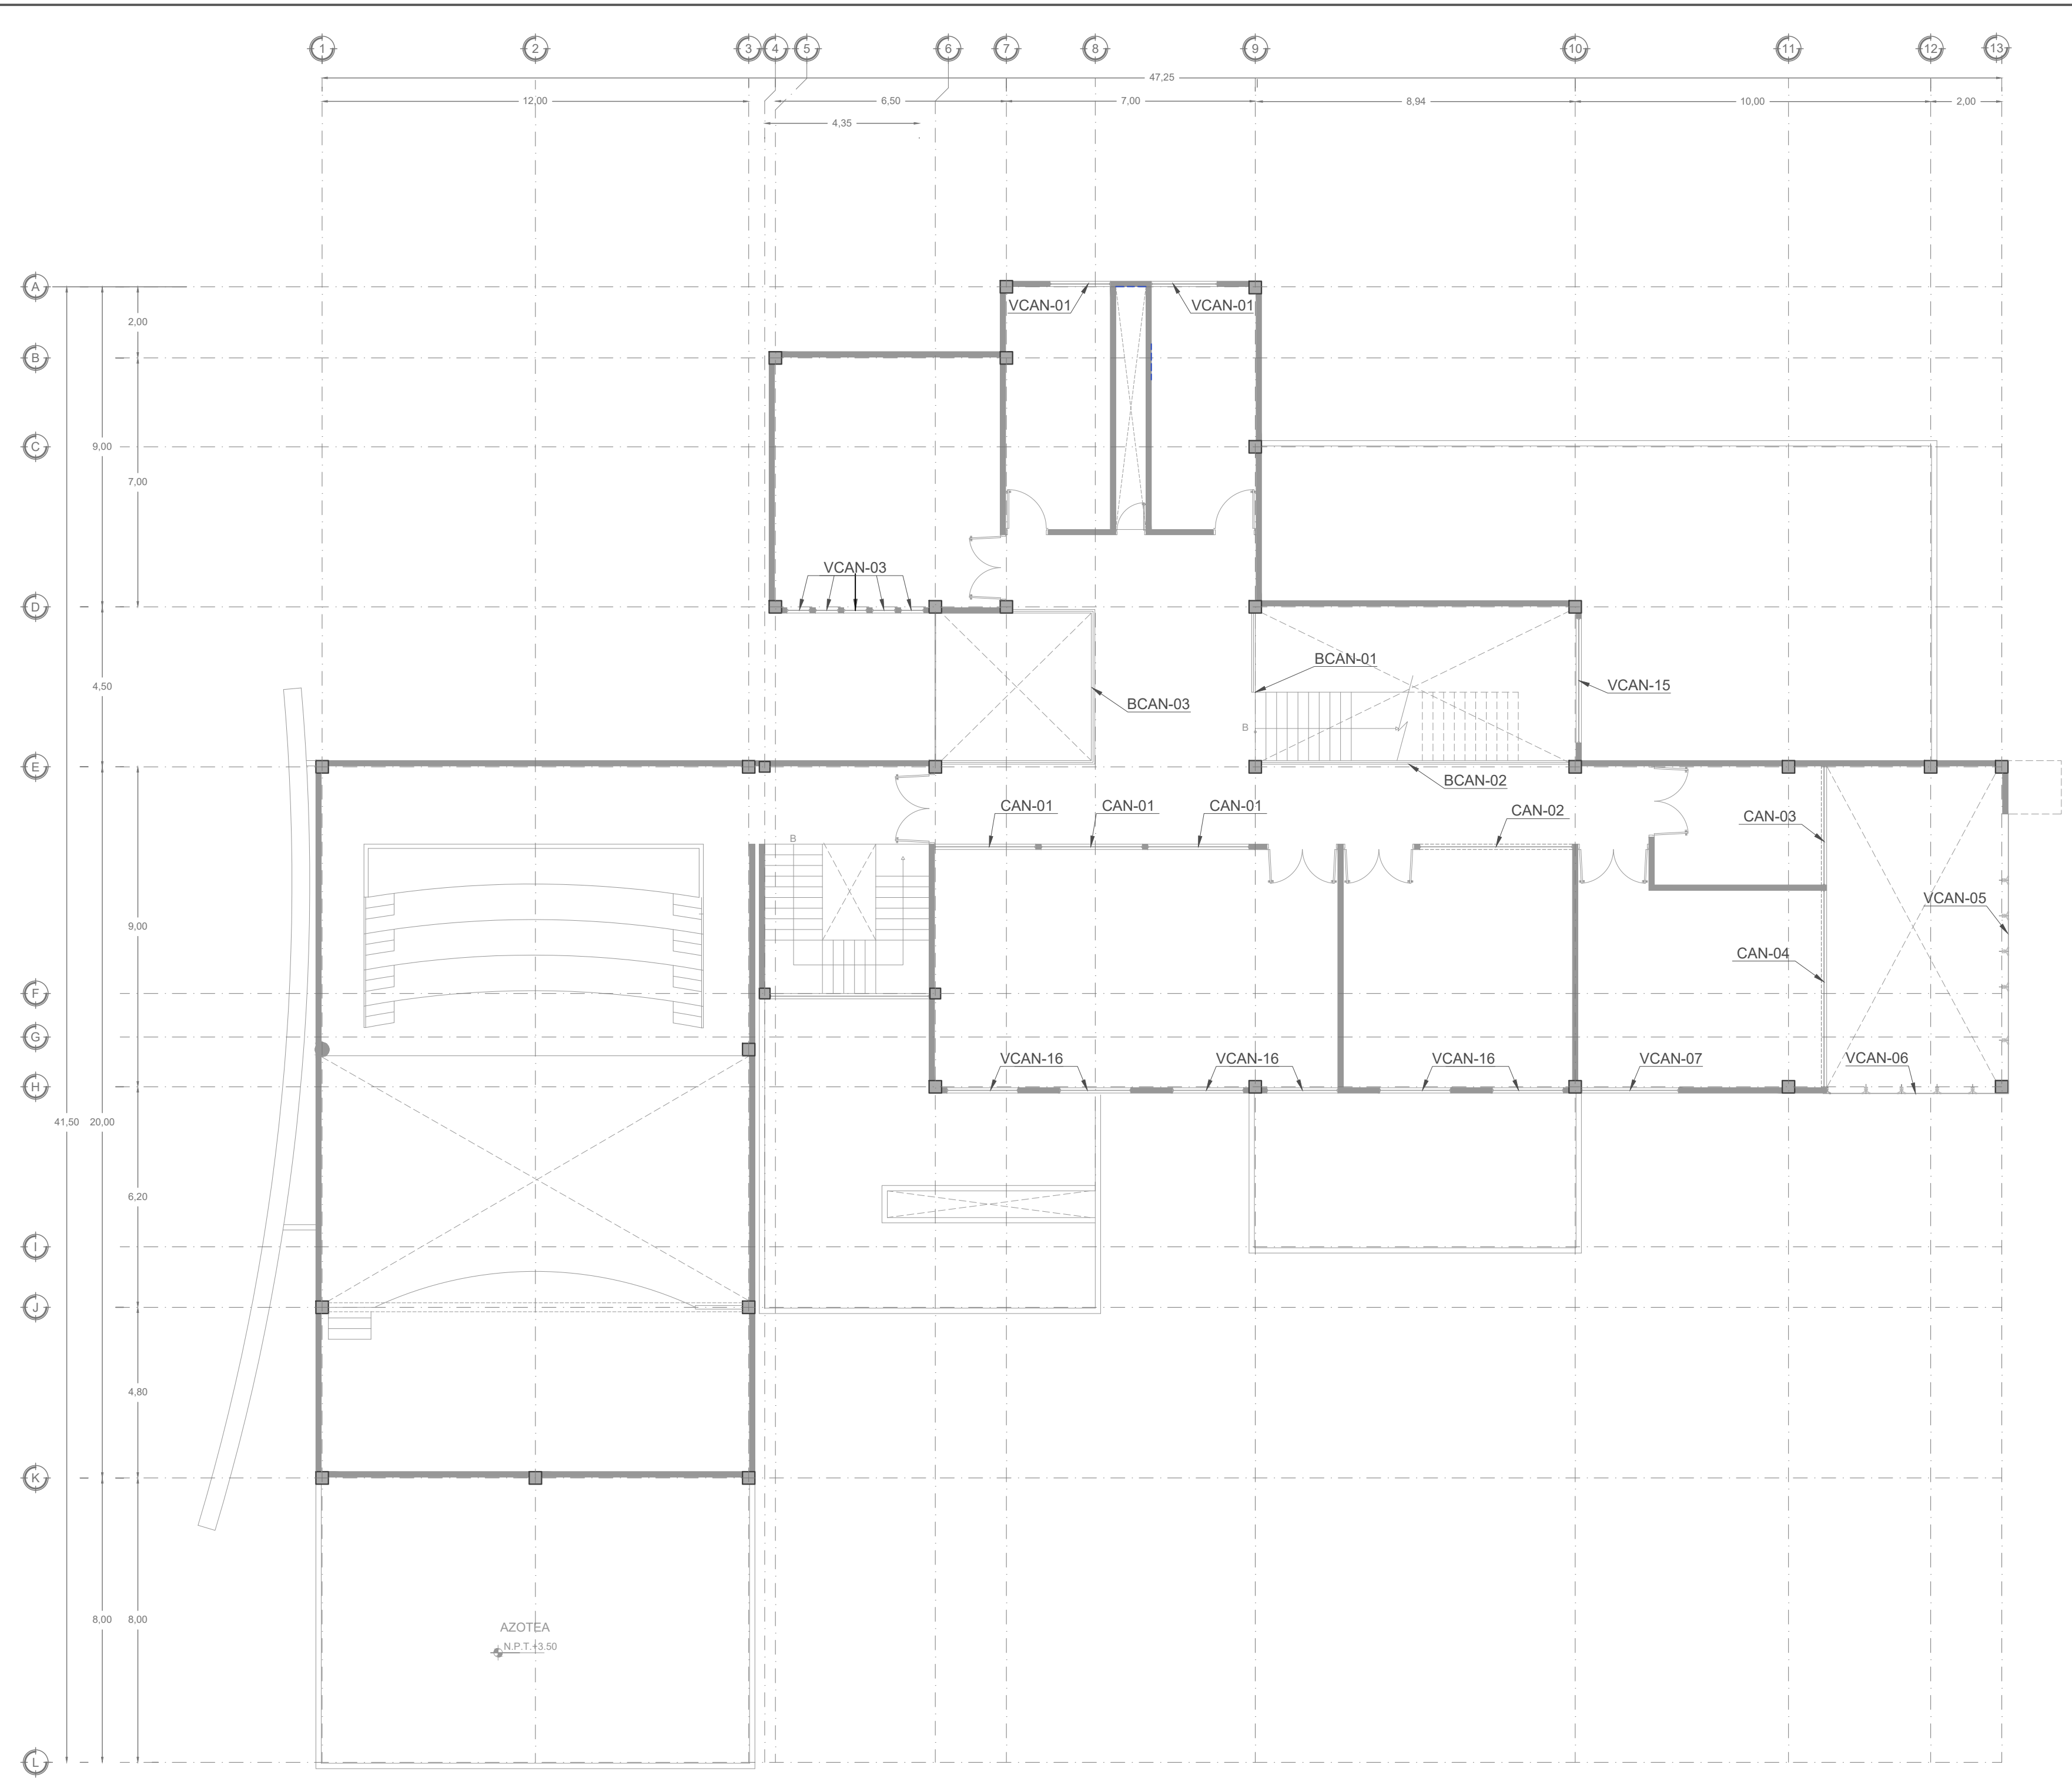 1 2 3 4 5 6 7 8 9 10 11 12 13
47,25
12,00 6,50 7,00 8,94 10,00 2,00
4,35
A
VCAN-01 VCAN-01
2,00
B
C
9,00
7,00
VCAN-03
D
BCAN-01
4,50
VCAN-15
BCAN-03
B
E
BCAN-02
CAN-01 CAN-01 CAN-01
CAN-02
CAN-03
B
VCAN-05
9,00
CAN-04
F
G
VCAN-16 VCAN-16 VCAN-16 VCAN-07 VCAN-06
H
41,50 20,00
6,20
I
J
4,80
K
8,00 8,00
AZOTEA
N.P.T.+3.50
L